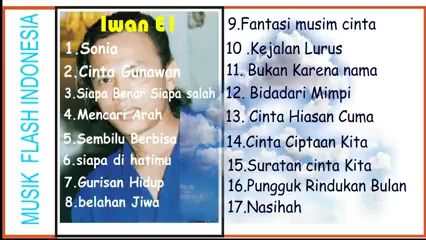 MUSIK FLASH INDONESIA
Iwan El
1.Sonia
2.Cinta Gunawan
3.Siapa Benar Siapa salah
4.Mencari Arah
5.Sembilu Berbisa
6.siapa di hatimu
7.Gurisan Hidup
8.belahan Jiwa
9.Fantasi musim cinta
10 .Kejalan Lurus
11. Bukan Karena nama
12. Bidadari Mimpi
13. Cinta Hiasan Cuma
14.Cinta Ciptaan Kita
15.Suratan cinta Kita
16.Pungguk Rindukan Bulan
17.Nasihah